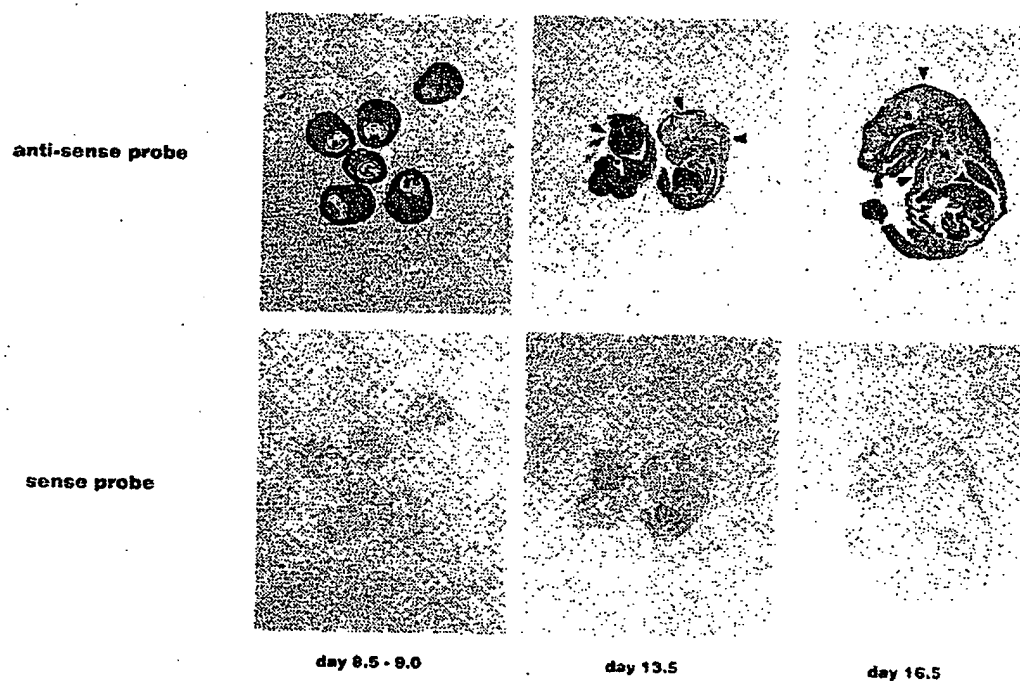 anti-sense probe
sense probe
day 8.5 - 9.0
day 13.5
day 16.5